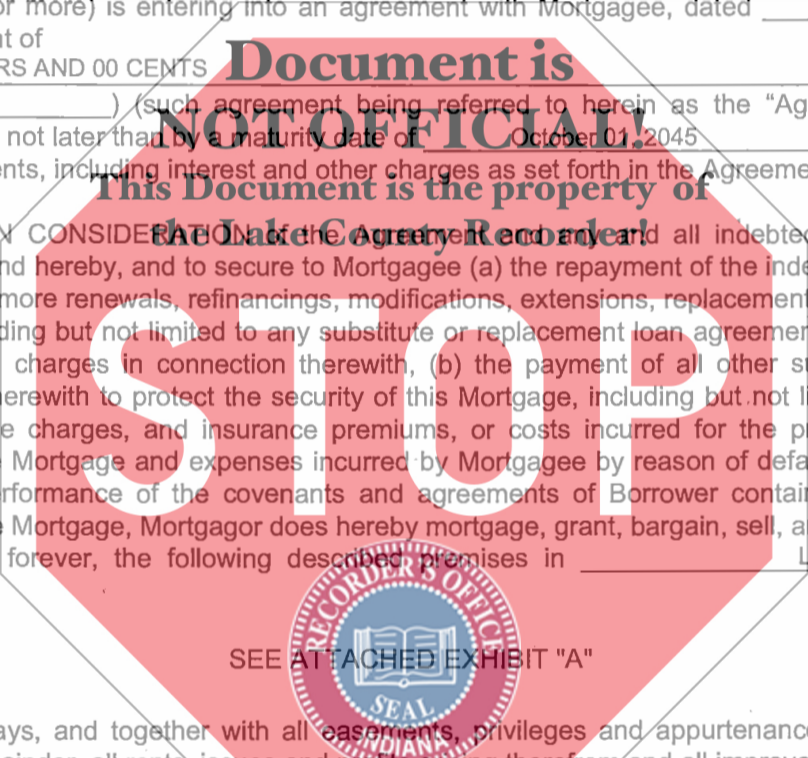 or more) is entering into an agreement with Mortgagee, dated
nt of
RS AND 00 CENTS
Document is
) (such agreement being referred to herein as the “Ag
NOT OFFICIAL!
not later than by a maturity date of October 01, 2045
ents, including interest and other charges as set forth in the Agreeme
This Document is the property of
the Lake County Recorder!
N CONSIDERATION of the Agreement and any and all indebted
nd hereby, and to secure to Mortgagee (a) the repayment of the inde
more renewals, refinancings, modifications, extensions, replacement
ding but not limited to any substitute or replacement loan agreemen
charges in connection therewith, (b) the payment of all other su
erewith to protect the security of this Mortgage, including but not li
STOP
e charges, and insurance premiums, or costs incurred for the pr
Mortgage and expenses incurred by Mortgagee by reason of defa
rformance of the covenants and agreements of Borrower contain
e Mortgage, Mortgagor does hereby mortgage, grant, bargain, sell, a
forever, the following described premises in L
RECORDER'S OFFICE
SEE ATTACHED EXHIBIT "A"
SEAL
INDIANA
ays, and together with all easements, privileges and appurtenanc